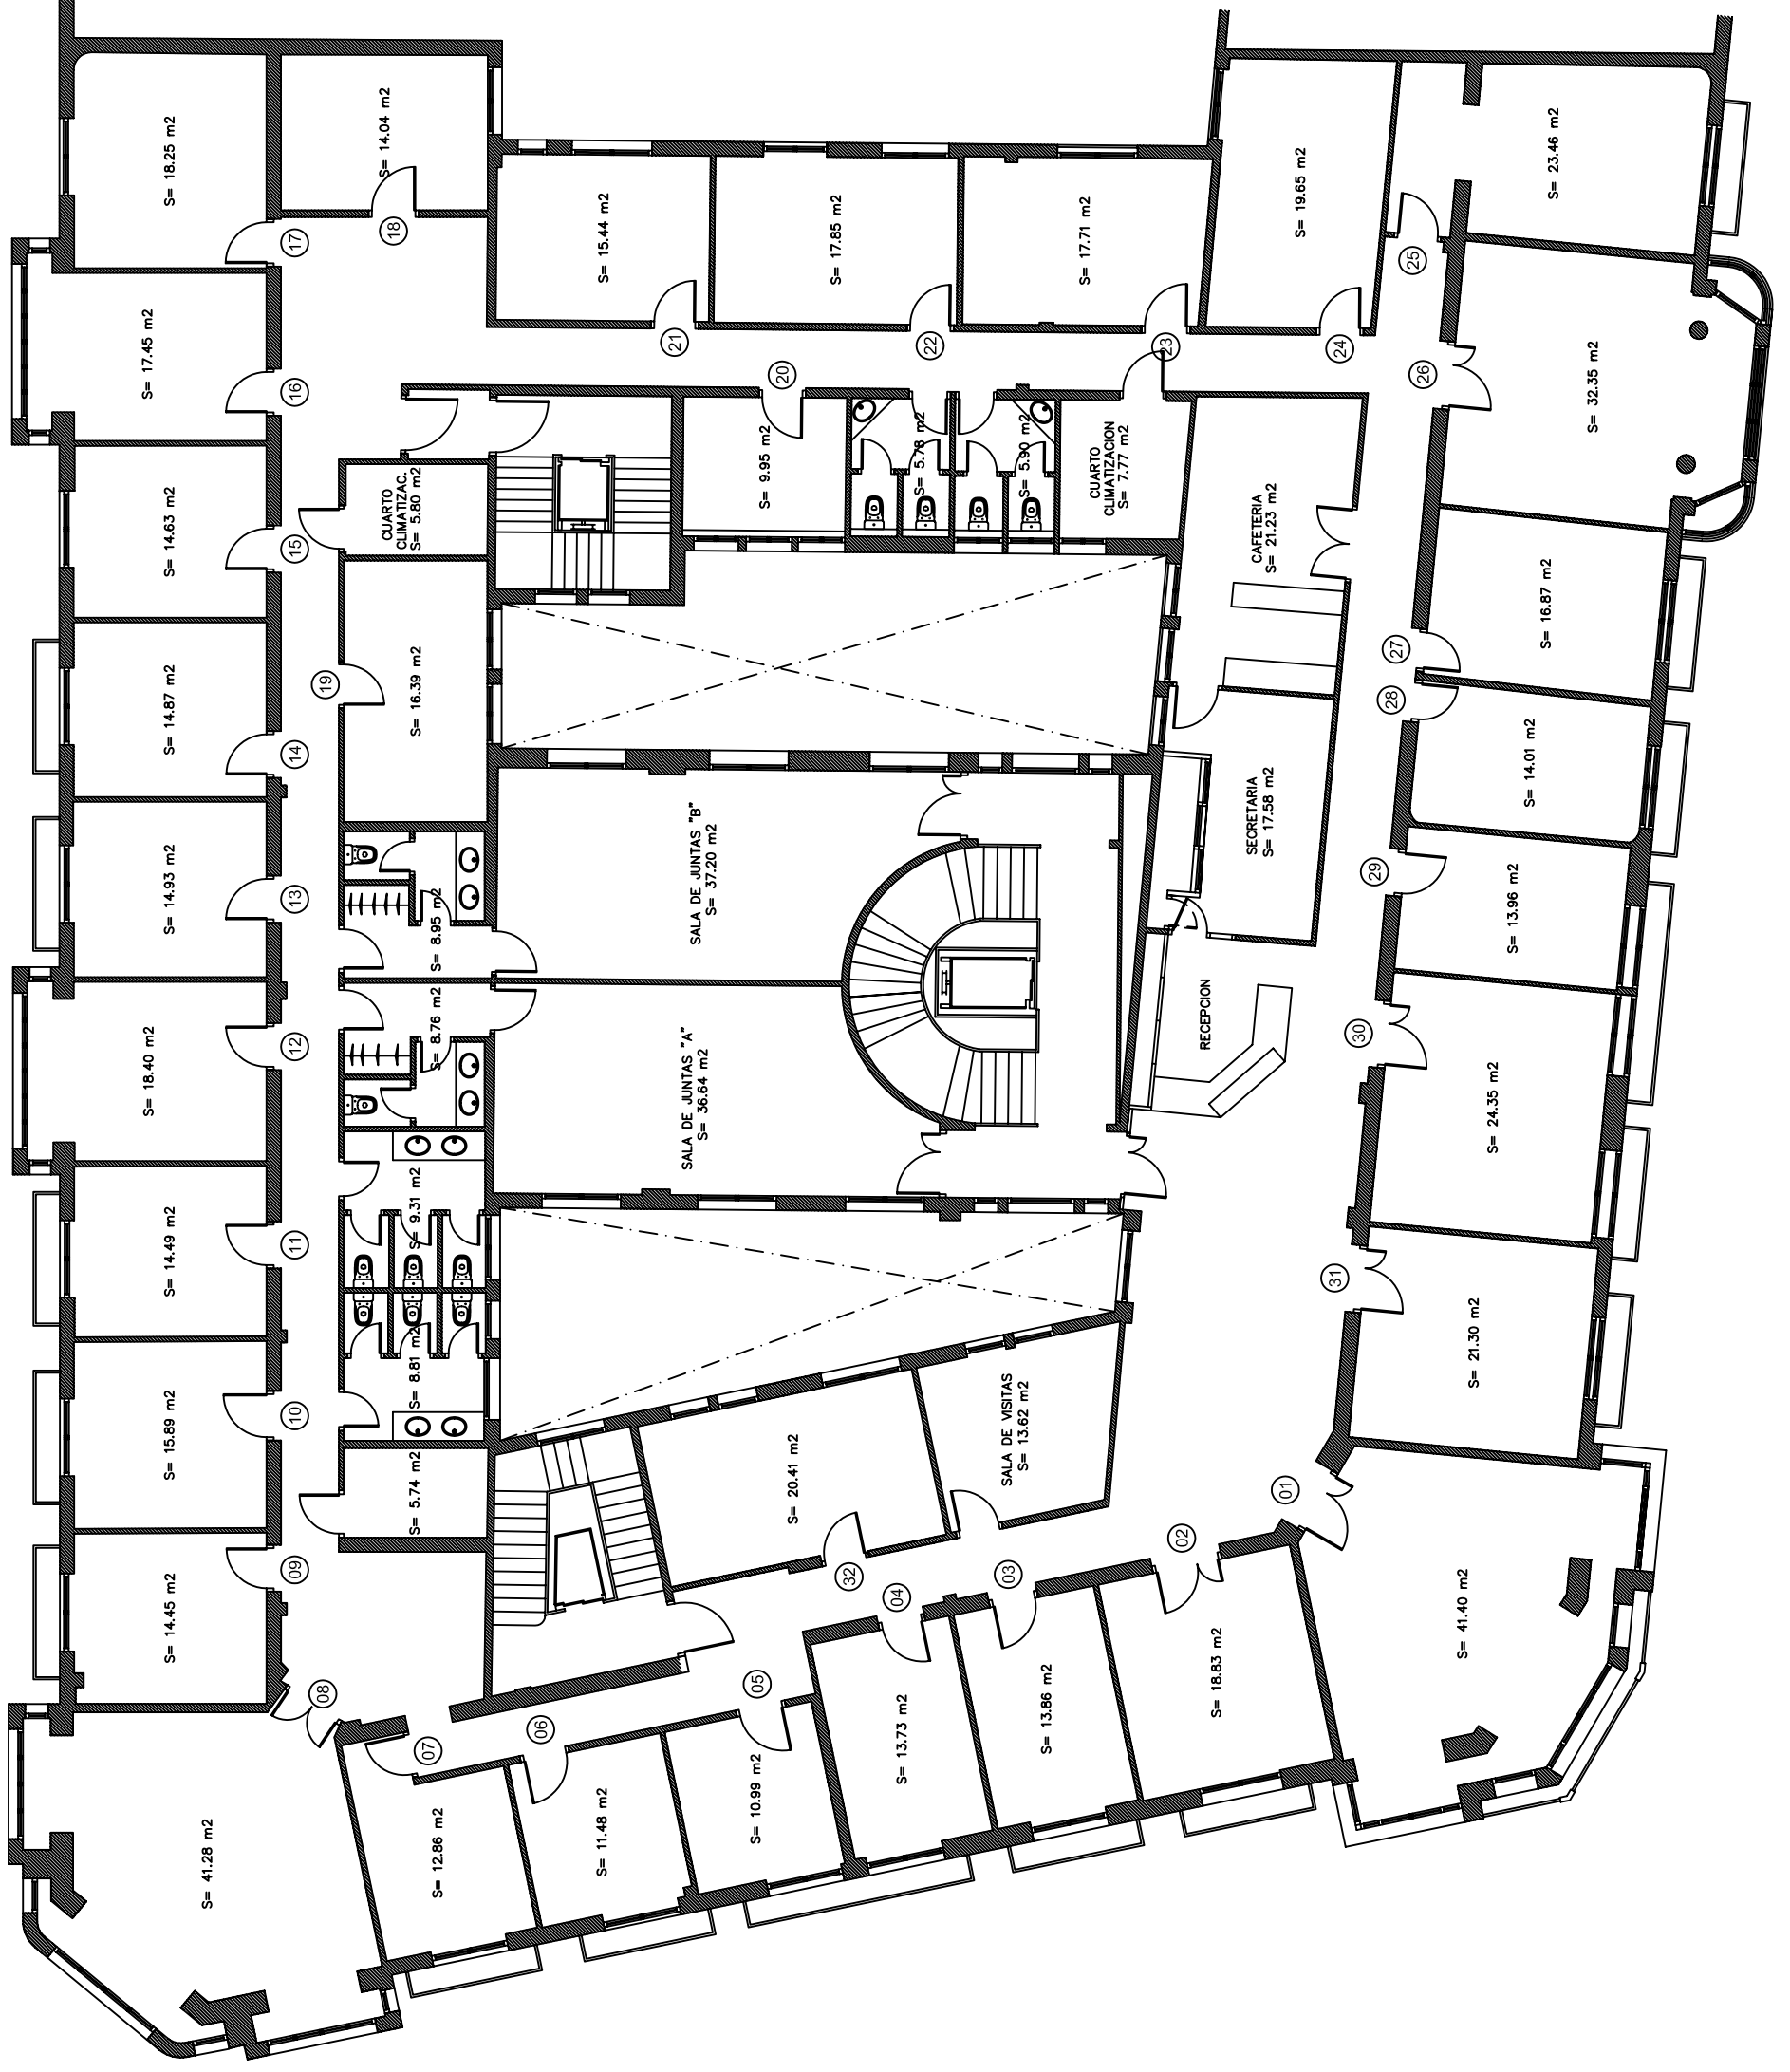 S= 18.25 m2
17
S= 14.04 m2
18
S= 17.45 m2
16
S= 14.63 m2
15
S= 14.87 m2
14
S= 14.93 m2
13
S= 18.40 m2
12
S= 14.49 m2
11
S= 15.89 m2
10
S= 14.45 m2
09
S= 41.28 m2
08
CUARTO
CLIMATIZAC.
S= 5.80 m2
S= 16.39 m2
19
S= 8.95 m2
S= 8.76 m2
S= 9.31 m2
S= 8.81 m2
S= 5.74 m2
S= 15.44 m2
21
S= 17.85 m2
22
S= 17.71 m2
23
S= 19.65 m2
24
S= 23.46 m2
25
S= 9.95 m2
20
S= 5.78 m2
S= 5.90 m2
CUARTO
CLIMATIZACION
S= 7.77 m2
CAFETERIA
S= 21.23 m2
SECRETARIA
S= 17.58 m2
RECEPCION
SALA DE JUNTAS "B"
S= 37.20 m2
SALA DE JUNTAS "A"
S= 36.64 m2
SALA DE VISITAS
S= 13.62 m2
S= 20.41 m2
32
S= 32.35 m2
26
S= 16.87 m2
27
S= 14.01 m2
28
S= 13.96 m2
29
S= 24.35 m2
30
S= 21.30 m2
31
S= 41.40 m2
01
S= 18.83 m2
02
S= 13.86 m2
03
S= 13.73 m2
04
S= 10.99 m2
05
S= 11.48 m2
06
S= 12.86 m2
07